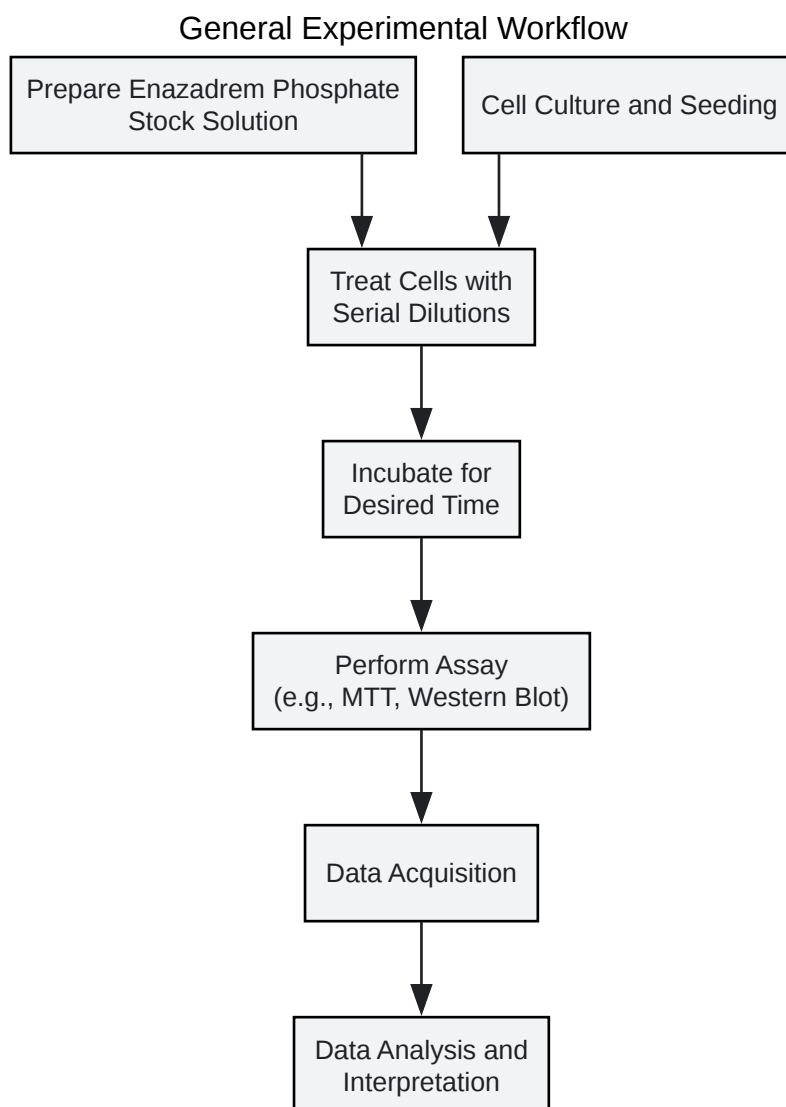 General Experimental Workflow
Prepare Enazadrem Phosphate
Stock Solution
Cell Culture and Seeding
Treat Cells with
Serial Dilutions
Incubate for
Desired Time
Perform Assay
(e.g., MTT, Western Blot)
Data Acquisition
Data Analysis and
Interpretation